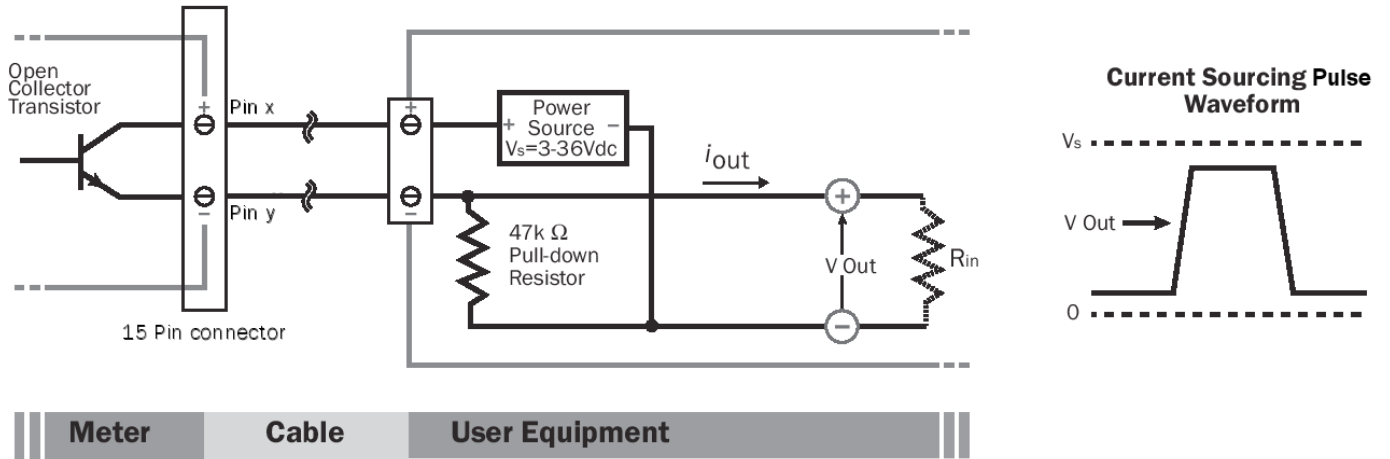 Open
Collector
Transistor
+
Pin x
−
Pin y
15 Pin connector
+
−
Power
+ Source −
Vs=3-36Vdc
iout
47k Ω
Pull-down
Resistor
+
V Out
−
Rin
Current Sourcing Pulse
Waveform
Vs
V Out
0
Meter
Cable
User Equipment